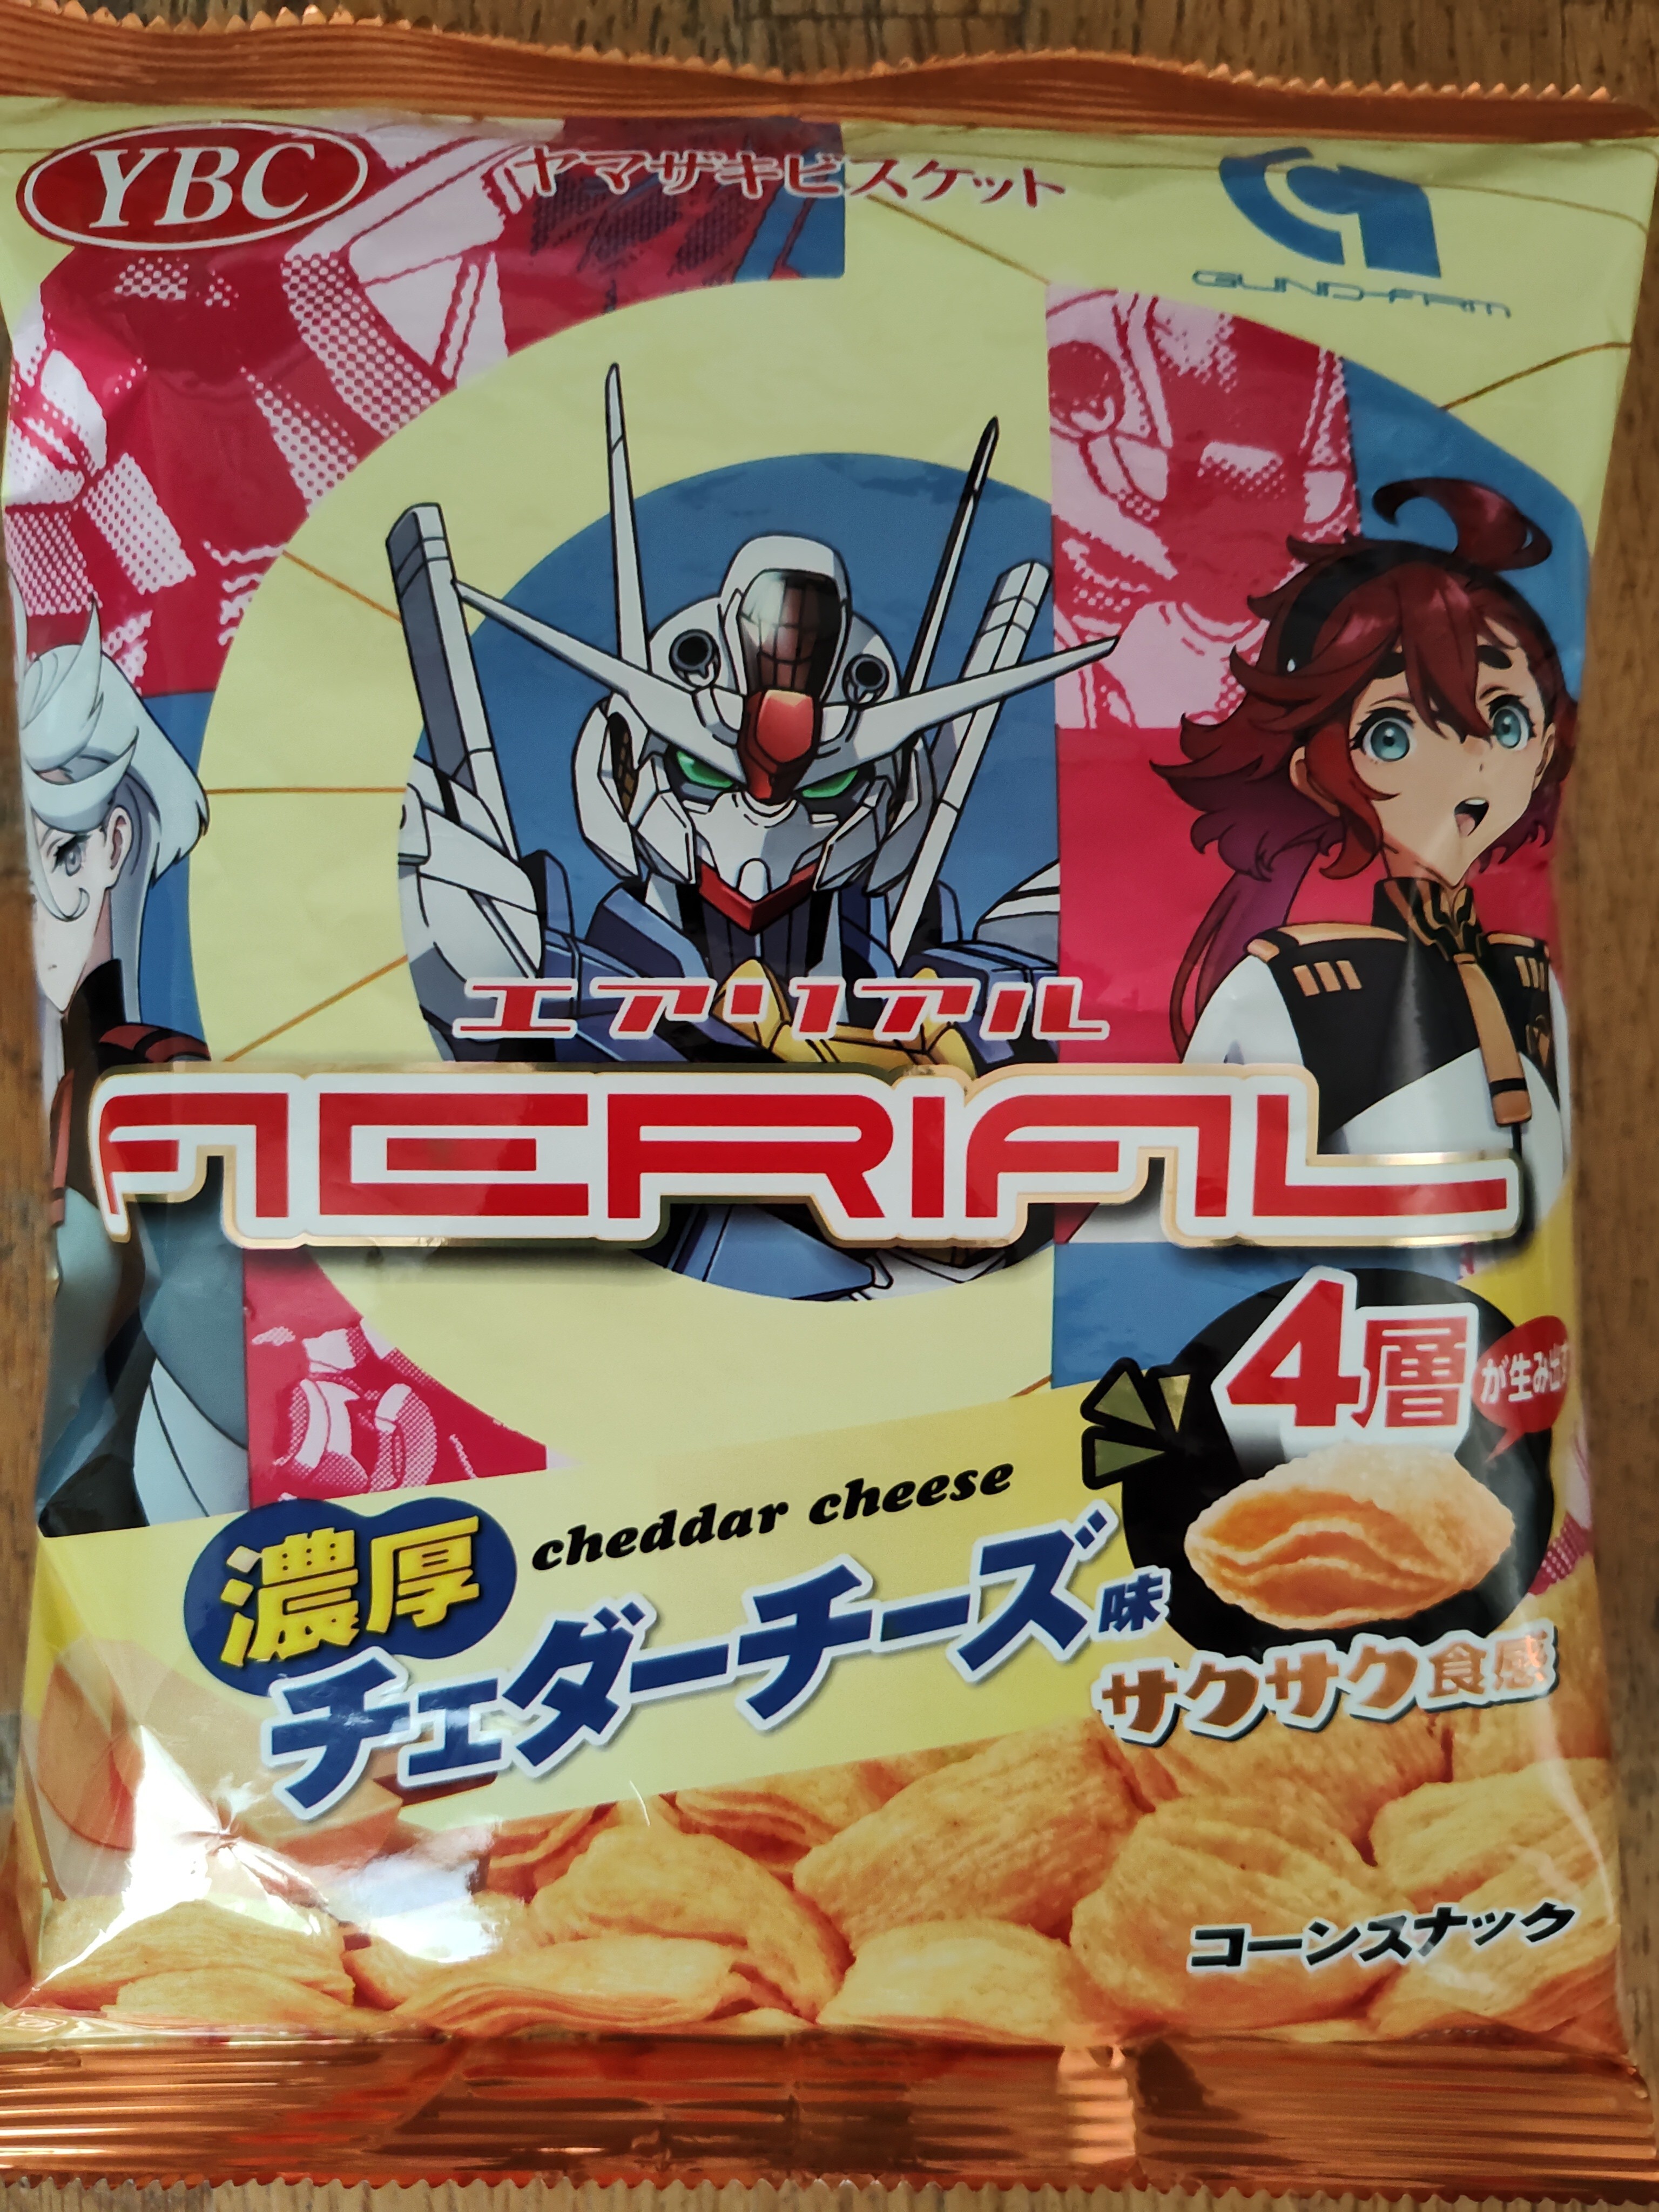 YBC
ヤマザキビスケット
GUND-ARM
エアリアル
AERIAL
4層
が生み出す
cheddar cheese
濃厚
チェダーチーズ味
サクサク食感
コーンスナック